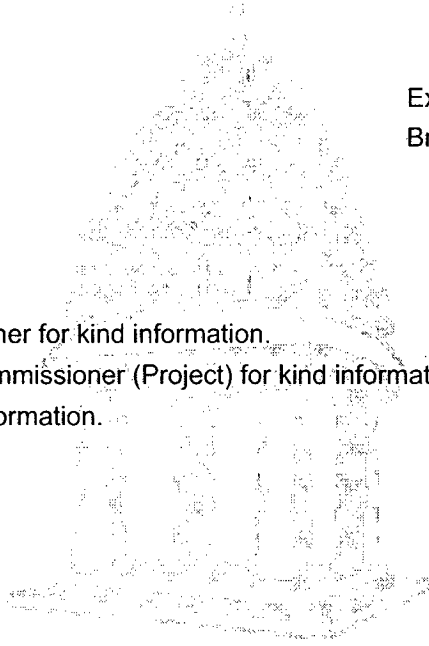 Ex
Br
ner for kind information.
mmissioner (Project) for kind informat
ormation.